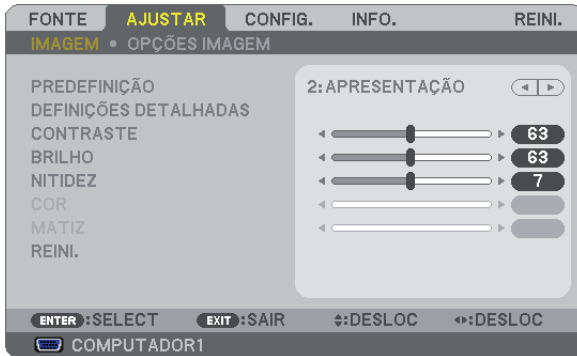 FONTE AJUSTAR CONFIG. INFO. REINI.
IMAGEM • OPÇÕES IMAGEM
PREDEFINIÇÃO 2:APRESENTAÇÃO
DEFINIÇÕES DETALHADAS
CONTRASTE 63
BRILHO 63
NITIDEZ 7
COR
MATIZ
REINI.
ENTER :SELECT EXIT :SAIR :DESLOC :DESLOC
COMPUTADOR1